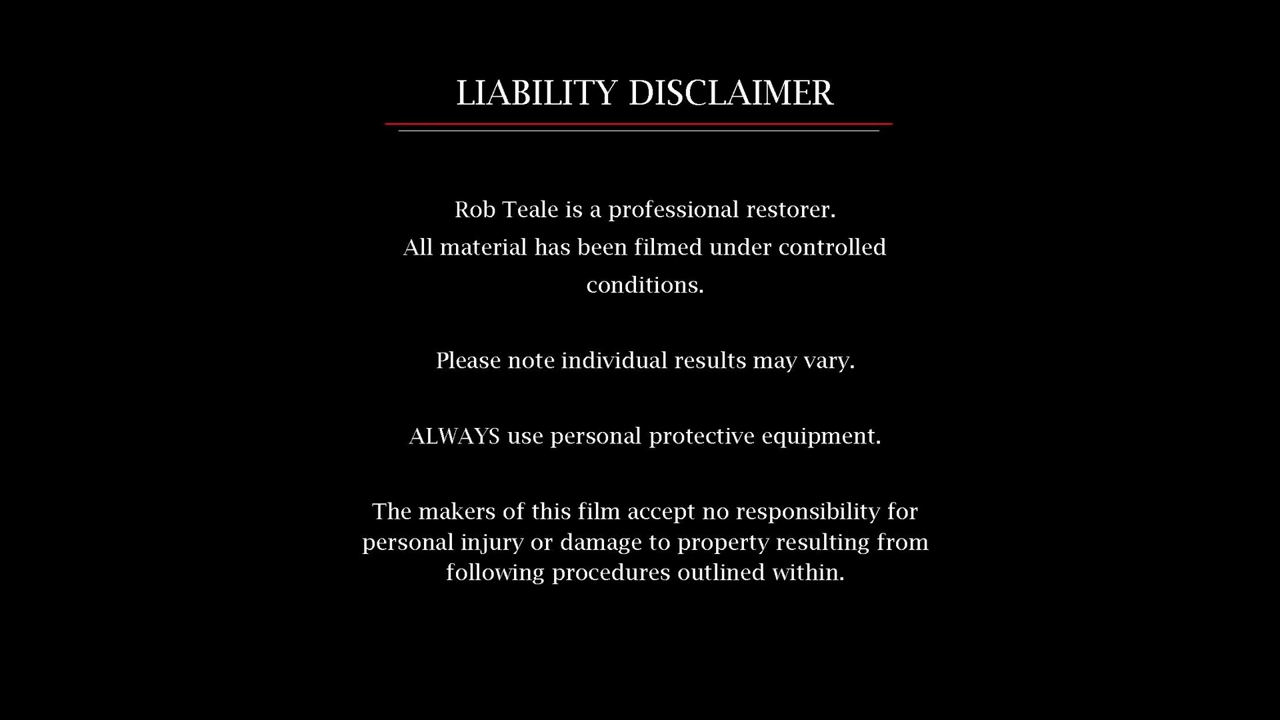 LIABILITY DISCLAIMER
Rob Teale is a professional restorer.
All material has been filmed under controlled
conditions.
Please note individual results may vary.
ALWAYS use personal protective equipment.
The makers of this film accept no responsibility for
personal injury or damage to property resulting from
following procedures outlined within.